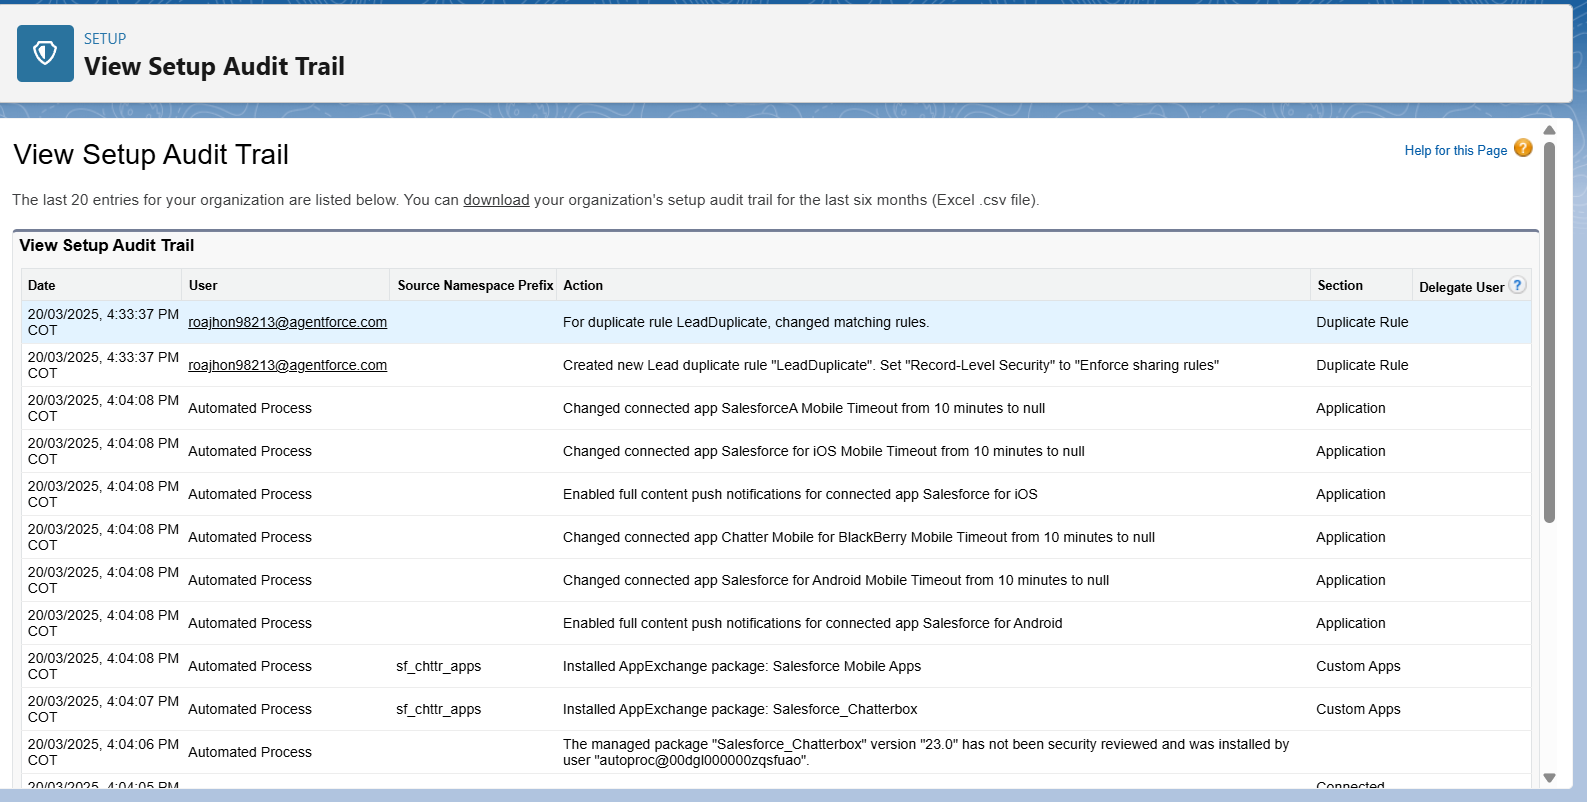 SETUP
View Setup Audit Trail
View Setup Audit Trail
Help for this Page ?
The last 20 entries for your organization are listed below. You can download your organization's setup audit trail for the last six months (Excel .csv file).
View Setup Audit Trail
Date User Source Namespace Prefix Action Section Delegate User ?
20/03/2025, 4:33:37 PM COT roajhon98213@agentforce.com For duplicate rule LeadDuplicate, changed matching rules. Duplicate Rule
20/03/2025, 4:33:37 PM COT roajhon98213@agentforce.com Created new Lead duplicate rule "LeadDuplicate". Set "Record-Level Security" to "Enforce sharing rules" Duplicate Rule
20/03/2025, 4:04:08 PM COT Automated Process Changed connected app SalesforceA Mobile Timeout from 10 minutes to null Application
20/03/2025, 4:04:08 PM COT Automated Process Changed connected app Salesforce for iOS Mobile Timeout from 10 minutes to null Application
20/03/2025, 4:04:08 PM COT Automated Process Enabled full content push notifications for connected app Salesforce for iOS Application
20/03/2025, 4:04:08 PM COT Automated Process Changed connected app Chatter Mobile for BlackBerry Mobile Timeout from 10 minutes to null Application
20/03/2025, 4:04:08 PM COT Automated Process Changed connected app Salesforce for Android Mobile Timeout from 10 minutes to null Application
20/03/2025, 4:04:08 PM COT Automated Process Enabled full content push notifications for connected app Salesforce for Android Application
20/03/2025, 4:04:08 PM COT Automated Process sf_chttr_apps Installed AppExchange package: Salesforce Mobile Apps Custom Apps
20/03/2025, 4:04:07 PM COT Automated Process sf_chttr_apps Installed AppExchange package: Salesforce_Chatterbox Custom Apps
20/03/2025, 4:04:06 PM COT Automated Process The managed package "Salesforce_Chatterbox" version "23.0" has not been security reviewed and was installed by user "autoproc@00dgl000000zqsfuao".
20/03/2025, 4:04:05 PM Connected